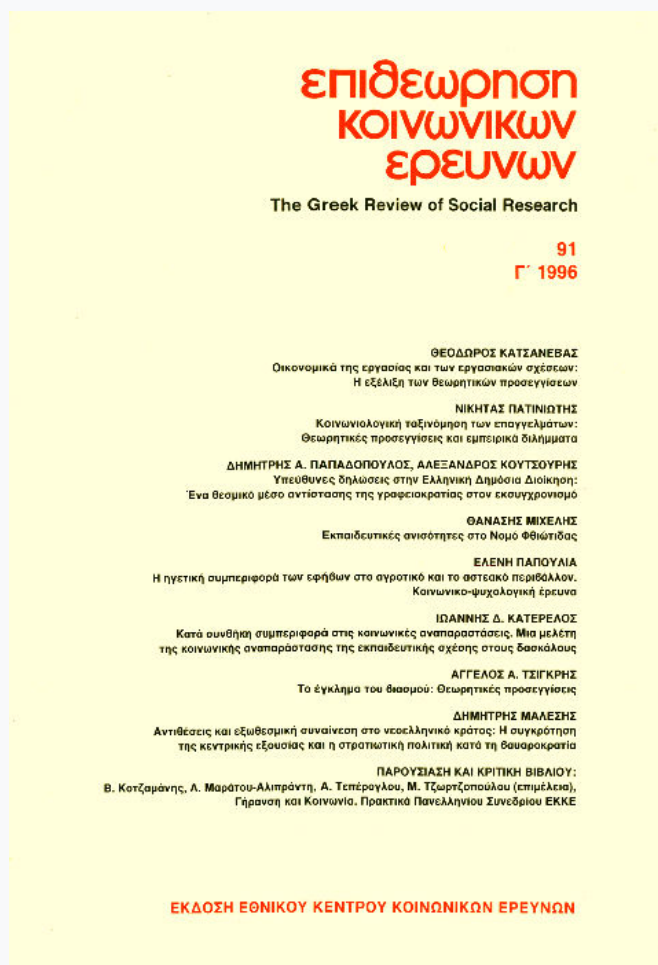 επιθεωρηση
κοινωνικων
ερευνων
The Greek Review of Social Research
91
Γ΄ 1996
ΘΕΟΔΩΡΟΣ ΚΑΤΣΑΝΕΒΑΣ
Οικονομικά της εργασίας και των εργασιακών σχέσεων:
Η εξέλιξη των θεωρητικών προσεγγίσεων
ΝΙΚΗΤΑΣ ΠΑΤΙΝΙΩΤΗΣ
Κοινωνιολογική ταξινόμηση των επαγγελμάτων:
Θεωρητικές προσεγγίσεις και εμπειρικά διλήμματα
ΔΗΜΗΤΡΗΣ Α. ΠΑΠΑΔΟΠΟΥΛΟΣ, ΑΛΕΞΑΝΔΡΟΣ ΚΟΥΤΣΟΥΡΗΣ
Υπεύθυνες δηλώσεις στην Ελληνική Δημόσια Διοίκηση:
Ένα θεσμικό μέσο αντίστασης της γραφειοκρατίας στον εκσυγχρονισμό
ΘΑΝΑΣΗΣ ΜΙΧΕΛΗΣ
Εκπαιδευτικές ανισότητες στο Νομό Φθιώτιδας
ΕΛΕΝΗ ΠΑΠΟΥΛΙΑ
Η ηγετική συμπεριφορά των εφήβων στο αγροτικό και το αστεακό περιβάλλον.
Κοινωνικο-ψυχολογική έρευνα
ΙΩΑΝΝΗΣ Δ. ΚΑΤΕΡΕΛΟΣ
Κατά συνθήκη συμπεριφορά στις κοινωνικές αναπαραστάσεις. Μια μελέτη
της κοινωνικής αναπαράστασης της εκπαιδευτικής σχέσης στους δασκάλους
ΑΓΓΕΛΟΣ Α. ΤΣΙΓΚΡΗΣ
Το έγκλημα του βιασμού: Θεωρητικές προσεγγίσεις
ΔΗΜΗΤΡΗΣ ΜΑΛΕΣΗΣ
Αντιθέσεις και εξωθεσμική συναίνεση στο νεοελληνικό κράτος: Η συγκρότηση
της κεντρικής εξουσίας και η στρατιωτική πολιτική κατά τη βαυαροκρατία
ΠΑΡΟΥΣΙΑΣΗ ΚΑΙ ΚΡΙΤΙΚΗ ΒΙΒΛΙΟΥ:
Β. Κοτζαμάνης, Λ. Μαράτου-Αλιπράντη, Α. Τεπέρογλου, Μ. Τζωρτζοπούλου (επιμέλεια),
Γήρανση και Κοινωνία. Πρακτικά Πανελληνίου Συνεδρίου ΕΚΚΕ
ΕΚΔΟΣΗ ΕΘΝΙΚΟΥ ΚΕΝΤΡΟΥ ΚΟΙΝΩΝΙΚΩΝ ΕΡΕΥΝΩΝ